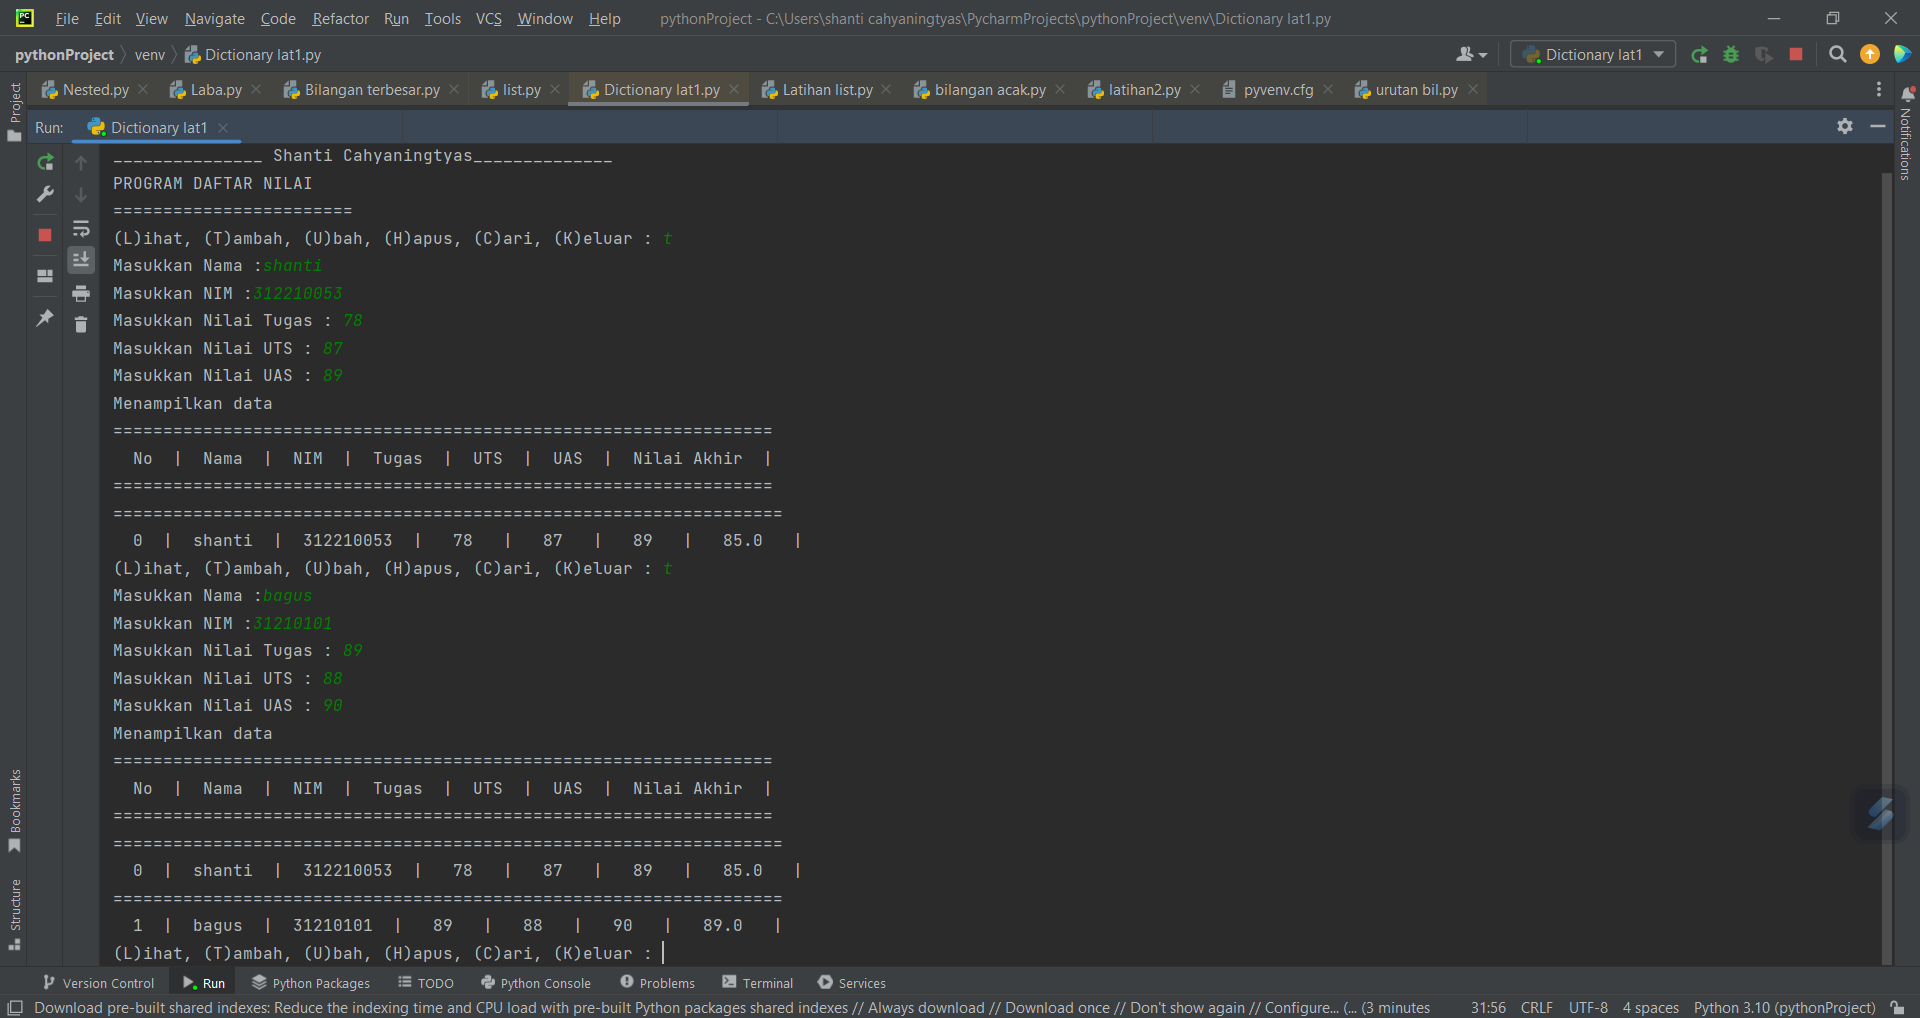 PC File Edit View Navigate Code Refactor Run Tools VCS Window Help pythonProject - C:\Users\shanti cahyaningtyas\PycharmProjects\pythonProject\venv\Dictionary lat1.py
pythonProject venv Dictionary lat1.py Dictionary lat1
Nested.py Laba.py Bilangan terbesar.py list.py Dictionary lat1.py Latihan list.py bilangan acak.py latihan2.py pyvenv.cfg urutan bil.py
Project
Notifications
Run: Dictionary lat1
_______________ Shanti Cahyaningtyas______________
PROGRAM DAFTAR NILAI
========================
(L)ihat, (T)ambah, (U)bah, (H)apus, (C)ari, (K)eluar : t
Masukkan Nama :shanti
Masukkan NIM :312210053
Masukkan Nilai Tugas : 78
Masukkan Nilai UTS : 87
Masukkan Nilai UAS : 89
Menampilkan data
==================================================================
  No  |  Nama  |  NIM  |  Tugas  |  UTS  |  UAS  |  Nilai Akhir  |
==================================================================
===================================================================
  0  |  shanti  |  312210053  |   78   |   87   |   89   |   85.0   |
(L)ihat, (T)ambah, (U)bah, (H)apus, (C)ari, (K)eluar : t
Masukkan Nama :bagus
Masukkan NIM :31210101
Masukkan Nilai Tugas : 89
Masukkan Nilai UTS : 88
Masukkan Nilai UAS : 90
Menampilkan data
==================================================================
  No  |  Nama  |  NIM  |  Tugas  |  UTS  |  UAS  |  Nilai Akhir  |
==================================================================
===================================================================
  0  |  shanti  |  312210053  |   78   |   87   |   89   |   85.0   |
===================================================================
  1  |  bagus  |  31210101  |   89   |   88   |   90   |   89.0   |
(L)ihat, (T)ambah, (U)bah, (H)apus, (C)ari, (K)eluar :
Bookmarks
Structure
Version Control Run Python Packages TODO Python Console Problems Terminal Services
Download pre-built shared indexes: Reduce the indexing time and CPU load with pre-built Python packages shared indexes // Always download // Download once // Don't show again // Configure... (... (3 minutes 31:56 CRLF UTF-8 4 spaces Python 3.10 (pythonProject)